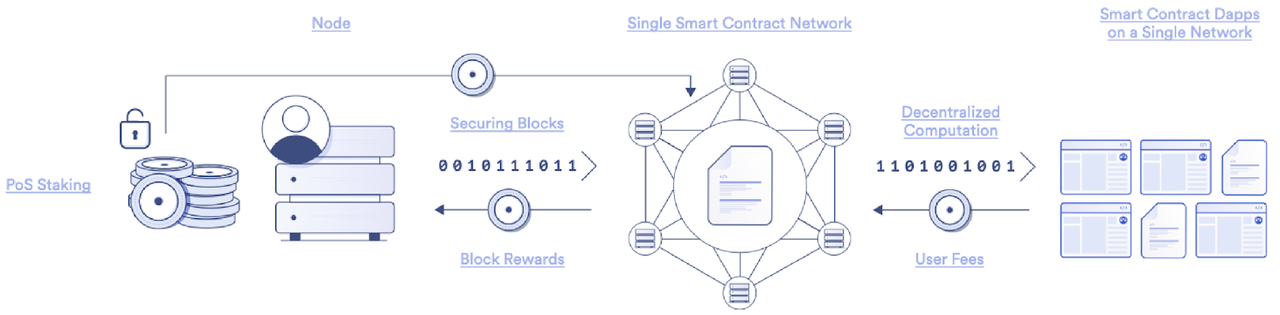 Node
Single Smart Contract Network
Smart Contract Dapps
on a Single Network
PoS Staking
Securing Blocks
0010111011
Block Rewards
Decentralized
Computation
1101001001
User Fees